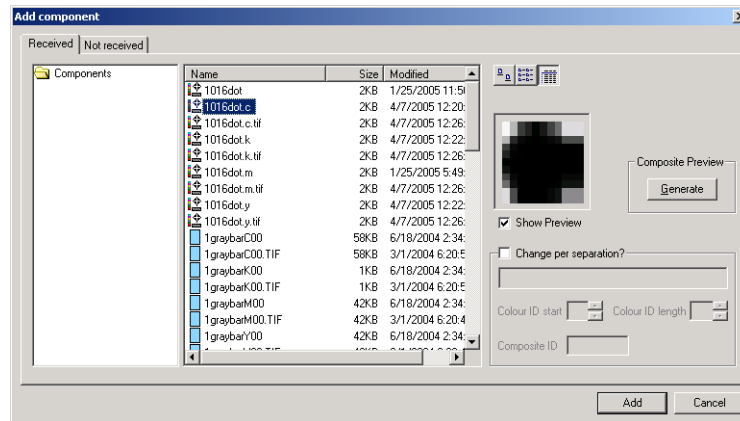 Add component
Received Not received
Components
Name Size Modified
1016dot 2KB 1/25/2005 11:50
1016dot.c 2KB 4/7/2005 12:20:
1016dot.c.tif 2KB 4/7/2005 12:26:
1016dot.k 2KB 4/7/2005 12:22:
1016dot.k.tif 2KB 4/7/2005 12:26:
1016dot.m 2KB 1/25/2005 5:49:
1016dot.m.tif 2KB 4/7/2005 12:26:
1016dot.y 2KB 4/7/2005 12:22:
1016dot.y.tif 2KB 4/7/2005 12:26:
1graybarC00 58KB 6/18/2004 2:34:
1graybarC00.TIF 58KB 3/1/2004 6:20:5
1graybarK00 1KB 6/18/2004 2:34:
1graybarK00.TIF 1KB 3/1/2004 6:20:5
1graybarM00 42KB 6/18/2004 2:34:
1graybarM00.TIF 42KB 3/1/2004 6:20:4
1graybarY00 42KB 6/18/2004 2:34:
Show Preview
Composite Preview
Generate
Change per separation?
Colour ID start Colour ID length
Composite ID
Add Cancel